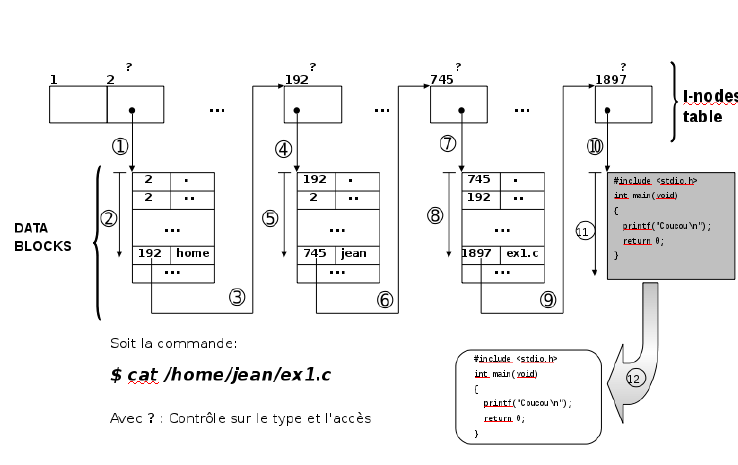 ? ? ? ?
1 2 192 745 1897
... ... ...
I-nodes
table
① ④ ⑦ ⑩
DATA
BLOCKS
② ⑤ ⑧ 11
2 .
2 ..
...
192 home
...
192 .
2 ..
...
745 jean
...
745 .
192 ..
...
1897 ex1.c
...
#include <stdio.h>
int main(void)
{
printf("Coucou\n");
return 0;
}
③ ⑥ ⑨
Soit la commande:
$ cat /home/jean/ex1.c
Avec ? : Contrôle sur le type et l'accès
#include <stdio.h>
int main(void)
{
printf("Coucou\n");
return 0;
}
12